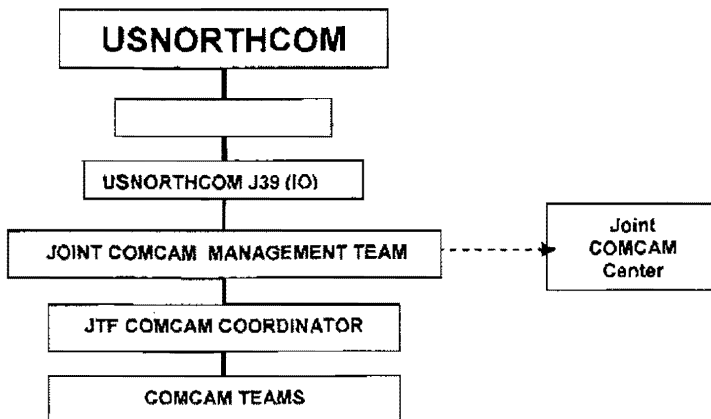 USNORTHCOM
USNORTHCOM J39 (IO)
JOINT COMCAM MANAGEMENT TEAM
Joint
COMCAM
Center
JTF COMCAM COORDINATOR
COMCAM TEAMS